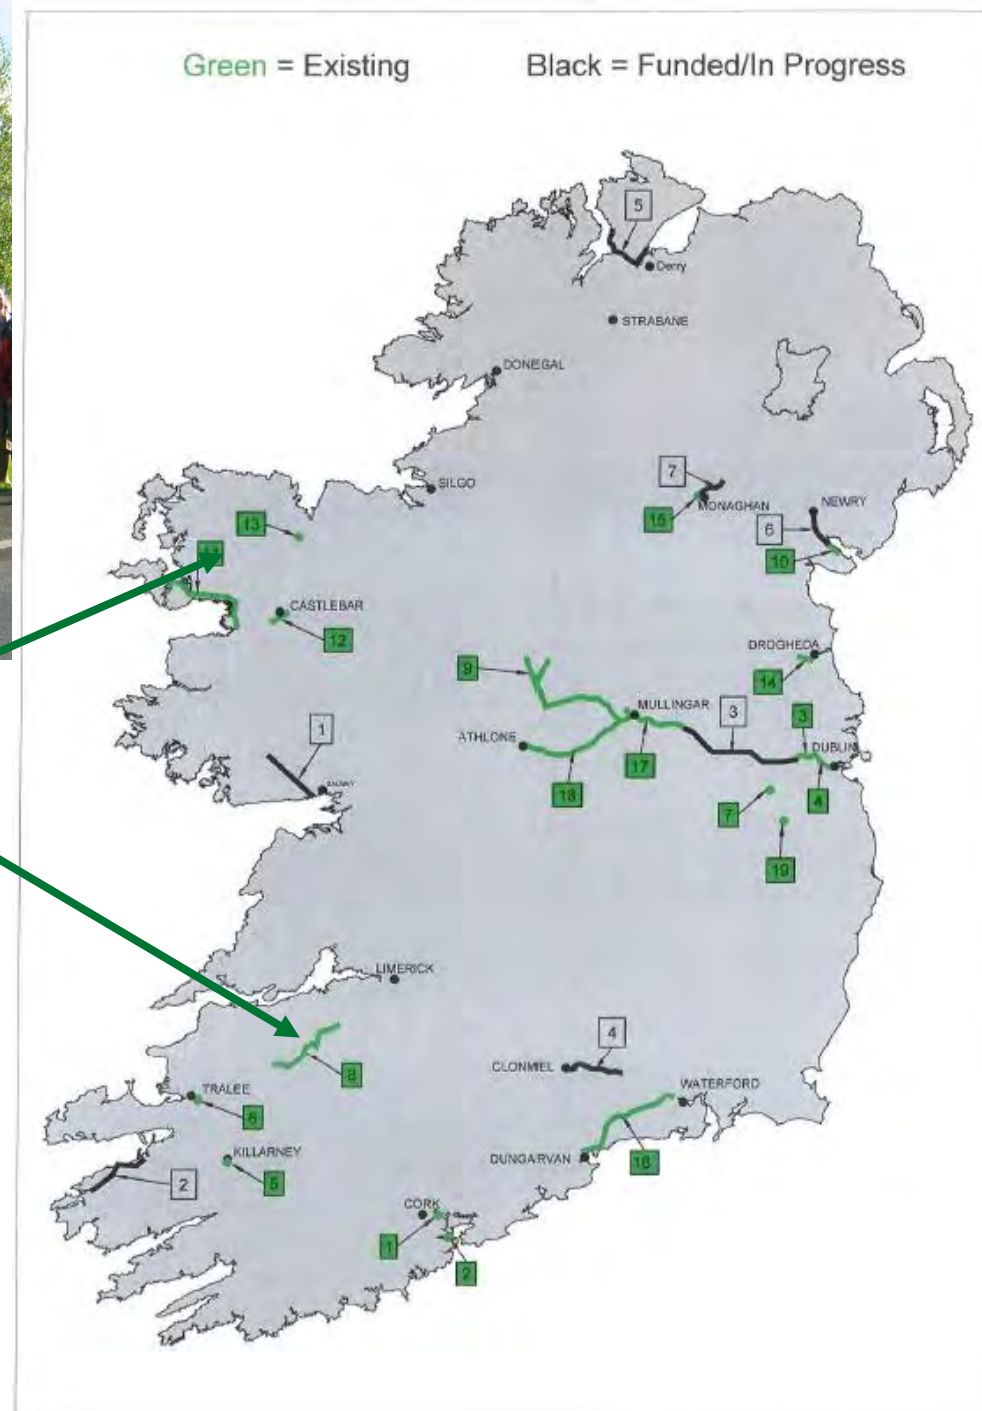 Green = Existing
Black = Funded/In Progress
5
Derry
STRABANE
DONEGAL
SILGO
7
MONAGHAN
15
NEWRY
6
10
13
11
CASTLEBAR
12
DROGHEDA
14
9
MULLINGAR
3
3
DUBLIN
ATHLONE
1
17
18
4
7
19
LIMERICK
4
CLONMIEL
8
WATERFORD
TRALEE
6
KILLARNEY
5
2
DUNGARVAN
16
CORK
1
2